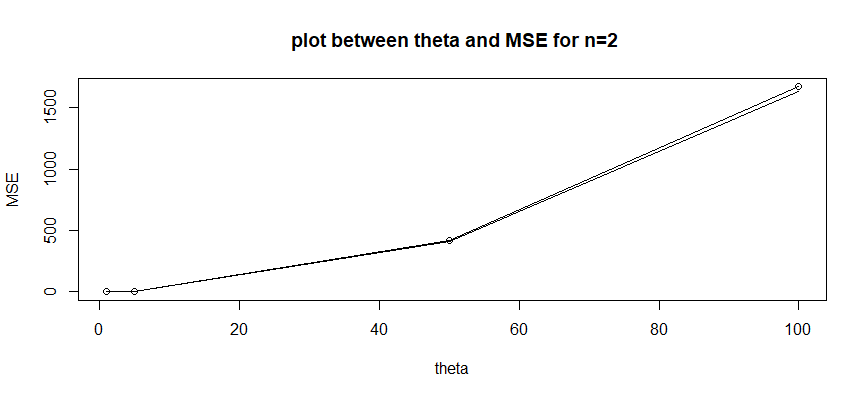 plot between theta and MSE for n=2
MSE
0
500
1000
1500
0 20 40 60 80 100
theta